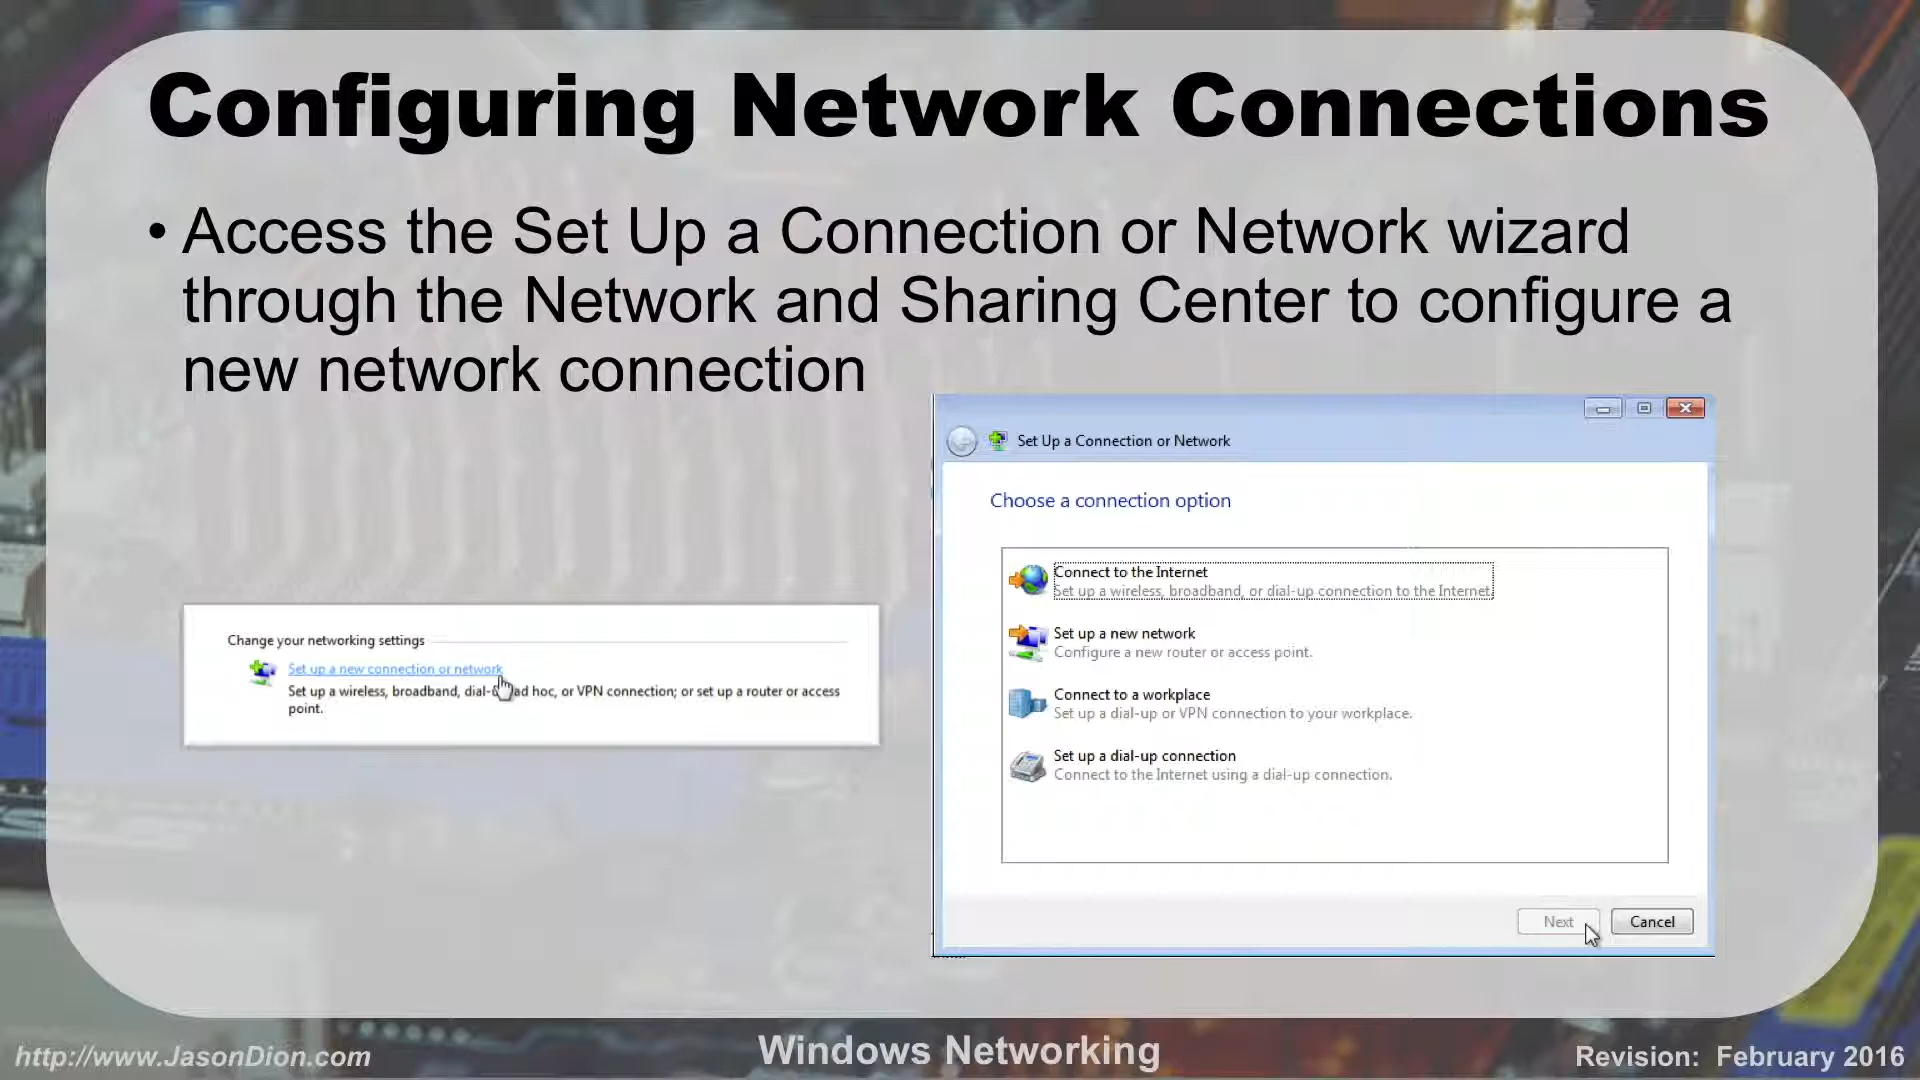 Configuring Network Connections
• Access the Set Up a Connection or Network wizard
through the Network and Sharing Center to configure a
new network connection
Change your networking settings
Set up a new connection or network
Set up a wireless, broadband, dial- ad hoc, or VPN connection; or set up a router or access
point.
Set Up a Connection or Network
Choose a connection option
Connect to the Internet
Set up a wireless, broadband, or dial-up connection to the Internet.
Set up a new network
Configure a new router or access point.
Connect to a workplace
Set up a dial-up or VPN connection to your workplace.
Set up a dial-up connection
Connect to the Internet using a dial-up connection.
Next
Cancel
http://www.JasonDion.com
Windows Networking
Revision: February 2016